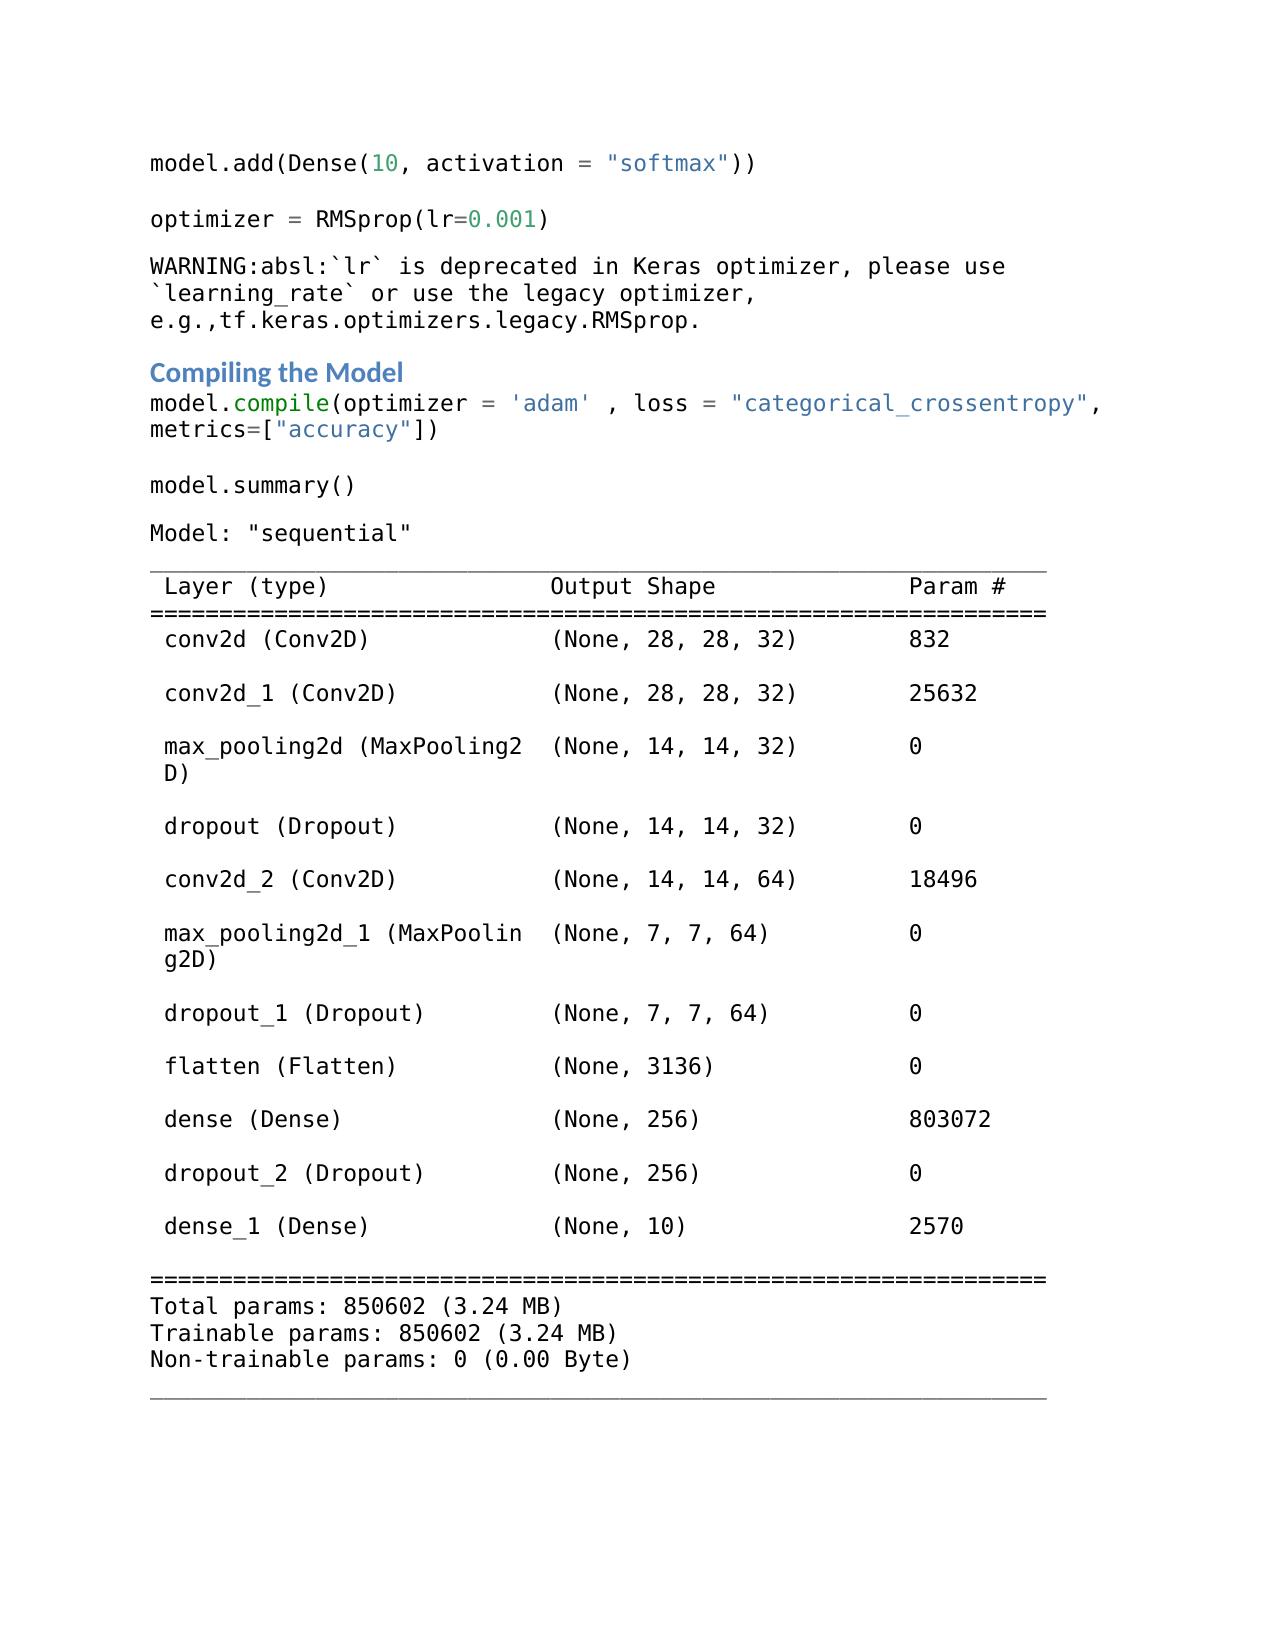 model.add(Dense(10, activation = "softmax"))
optimizer = RMSprop(lr=0.001)
WARNING:absl:`lr` is deprecated in Keras optimizer, please use
`learning_rate` or use the legacy optimizer,
e.g.,tf.keras.optimizers.legacy.RMSprop.
Compiling the Model
model.compile(optimizer = 'adam' , loss = "categorical_crossentropy",
metrics=["accuracy"])
model.summary()
Model: "sequential"
_________________________________________________________________
Layer (type) Output Shape Param #
=================================================================
conv2d (Conv2D) (None, 28, 28, 32) 832
conv2d_1 (Conv2D) (None, 28, 28, 32) 25632
max_pooling2d (MaxPooling2 (None, 14, 14, 32) 0
D)
dropout (Dropout) (None, 14, 14, 32) 0
conv2d_2 (Conv2D) (None, 14, 14, 64) 18496
max_pooling2d_1 (MaxPoolin (None, 7, 7, 64) 0
g2D)
dropout_1 (Dropout) (None, 7, 7, 64) 0
flatten (Flatten) (None, 3136) 0
dense (Dense) (None, 256) 803072
dropout_2 (Dropout) (None, 256) 0
dense_1 (Dense) (None, 10) 2570
=================================================================
Total params: 850602 (3.24 MB)
Trainable params: 850602 (3.24 MB)
Non-trainable params: 0 (0.00 Byte)
_________________________________________________________________